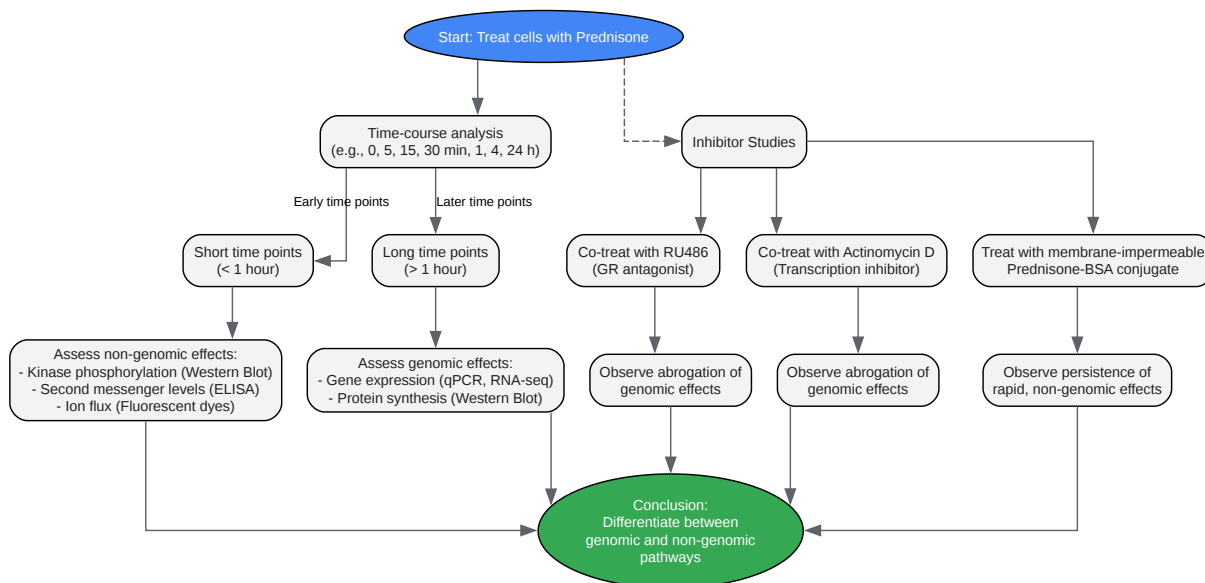 Start: Treat cells with Prednisone
Time-course analysis
(e.g., 0, 5, 15, 30 min, 1, 4, 24 h)
Inhibitor Studies
Early time points
Later time points
Short time points
(< 1 hour)
Long time points
(> 1 hour)
Co-treat with RU486
(GR antagonist)
Co-treat with Actinomycin D
(Transcription inhibitor)
Treat with membrane-impermeable
Prednisone-BSA conjugate
Assess non-genomic effects:
- Kinase phosphorylation (Western Blot)
- Second messenger levels (ELISA)
- Ion flux (Fluorescent dyes)
Assess genomic effects:
- Gene expression (qPCR, RNA-seq)
- Protein synthesis (Western Blot)
Observe abrogation of
genomic effects
Observe abrogation of
genomic effects
Observe persistence of
rapid, non-genomic effects
Conclusion:
Differentiate between
genomic and non-genomic
pathways